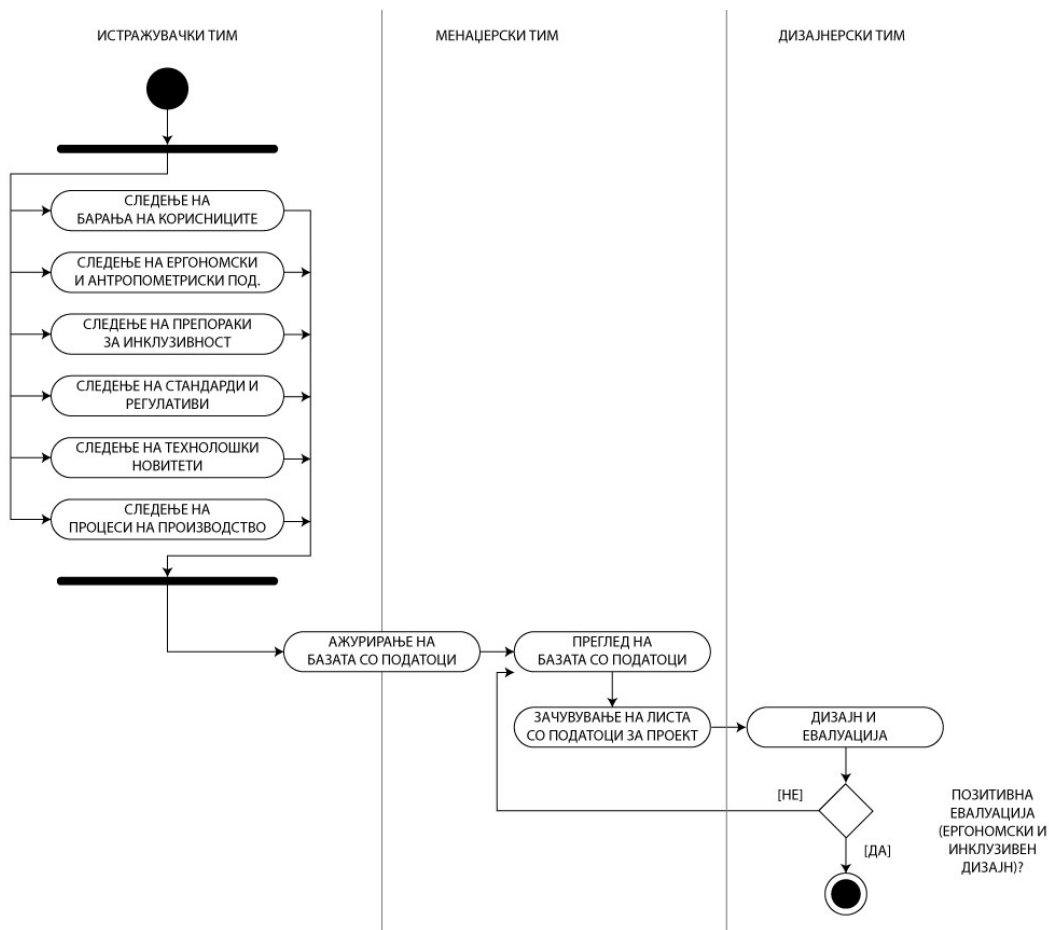 ИСТРАЖУВАЧКИ ТИМ
МЕНАЏЕРСКИ ТИМ
ДИЗАЈНЕРСКИ ТИМ
СЛЕДЕЊЕ НА
БАРАЊА НА КОРИСНИЦИТЕ
СЛЕДЕЊЕ НА ЕРГОНОМСКИ
И АНТРОПОМЕТРИСКИ ПОД.
СЛЕДЕЊЕ НА ПРЕПОРАКИ
ЗА ИНКЛУЗИВНОСТ
СЛЕДЕЊЕ НА СТАНДАРДИ И
РЕГУЛАТИВИ
СЛЕДЕЊЕ НА ТЕХНОЛОШКИ
НОВИТЕТИ
СЛЕДЕЊЕ НА
ПРОЦЕСИ НА ПРОИЗВОДСТВО
АЖУРИРАЊЕ НА
БАЗАТА СО ПОДАТОЦИ
ПРЕГЛЕД НА
БАЗАТА СО ПОДАТОЦИ
ЗАЧУВУВАЊЕ НА ЛИСТА
СО ПОДАТОЦИ ЗА ПРОЕКТ
ДИЗАЈН И
ЕВАЛУАЦИЈА
[НЕ]
[ДА]
ПОЗИТИВНА
ЕВАЛУАЦИЈА
(ЕРГОНОМСКИ И
ИНКЛУЗИВЕН
ДИЗАЈН)?